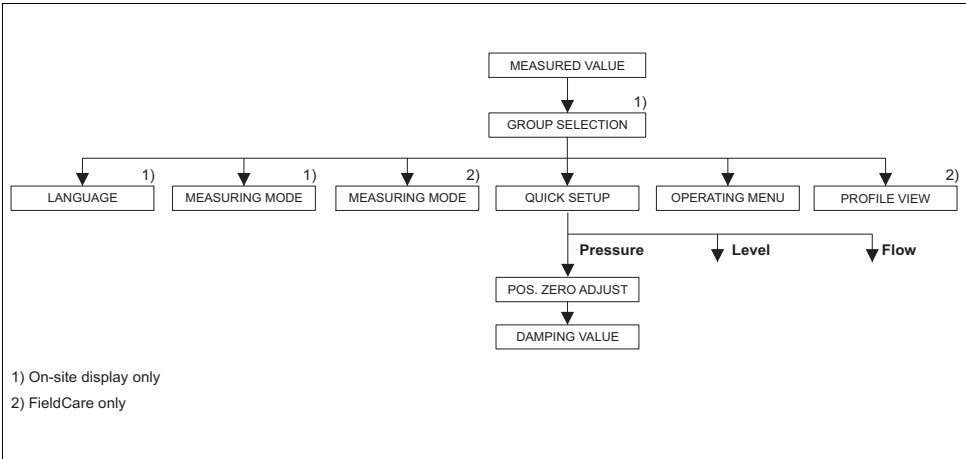 MEASURED VALUE
1)
GROUP SELECTION
1) 1) 2) 2)
LANGUAGE MEASURING MODE MEASURING MODE QUICK SETUP OPERATING MENU PROFILE VIEW
Pressure Level Flow
POS. ZERO ADJUST
DAMPING VALUE
1) On-site display only
2) FieldCare only